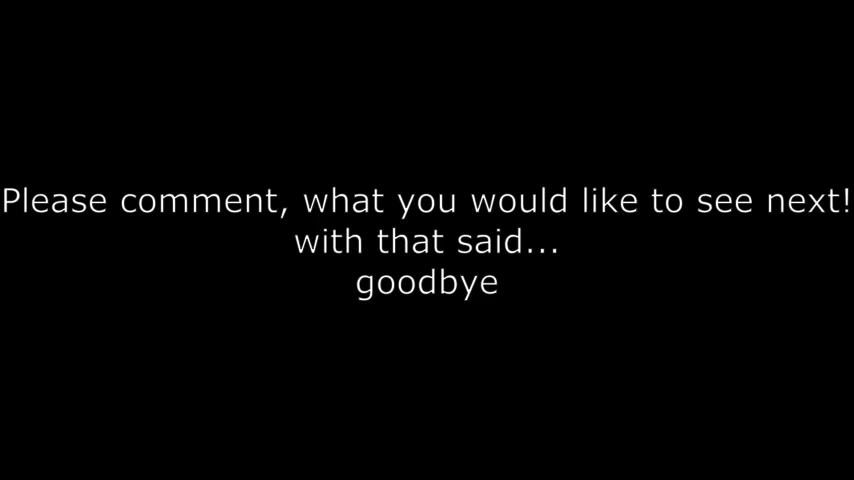 Please comment, what you would like to see next!
with that said...
goodbye